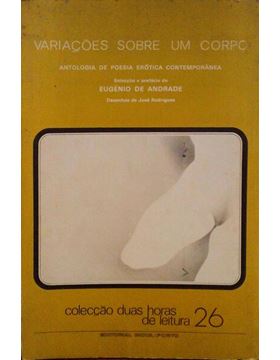 VARIAÇÕES SOBRE UM CORPO
ANTOLOGIA DE POESIA ERÓTICA CONTEMPORÂNEA
Selecção e prefácio de
EUGÉNIO DE ANDRADE
Desenhos de José Rodrigues
colecção duas horas
de leitura 26
EDITORIAL INOVA/PORTO